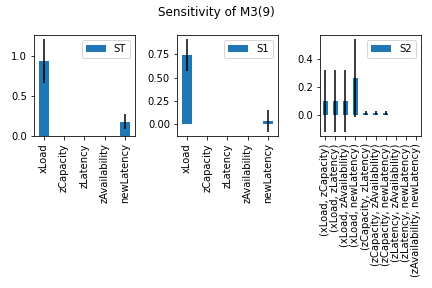 Sensitivity of M3(9)
ST
1.0
0.5
0.0
xLoad
zCapacity
zLatency
zAvailability
newLatency
S1
0.75
0.50
0.25
0.00
xLoad
zCapacity
zLatency
zAvailability
newLatency
S2
0.4
0.2
0.0
(xLoad, zCapacity)
(xLoad, zLatency)
(xLoad, zAvailability)
(xLoad, newLatency)
(zCapacity, zLatency)
(zCapacity, zAvailability)
(zCapacity, newLatency)
(zLatency, zAvailability)
(zLatency, newLatency)
(zAvailability, newLatency)